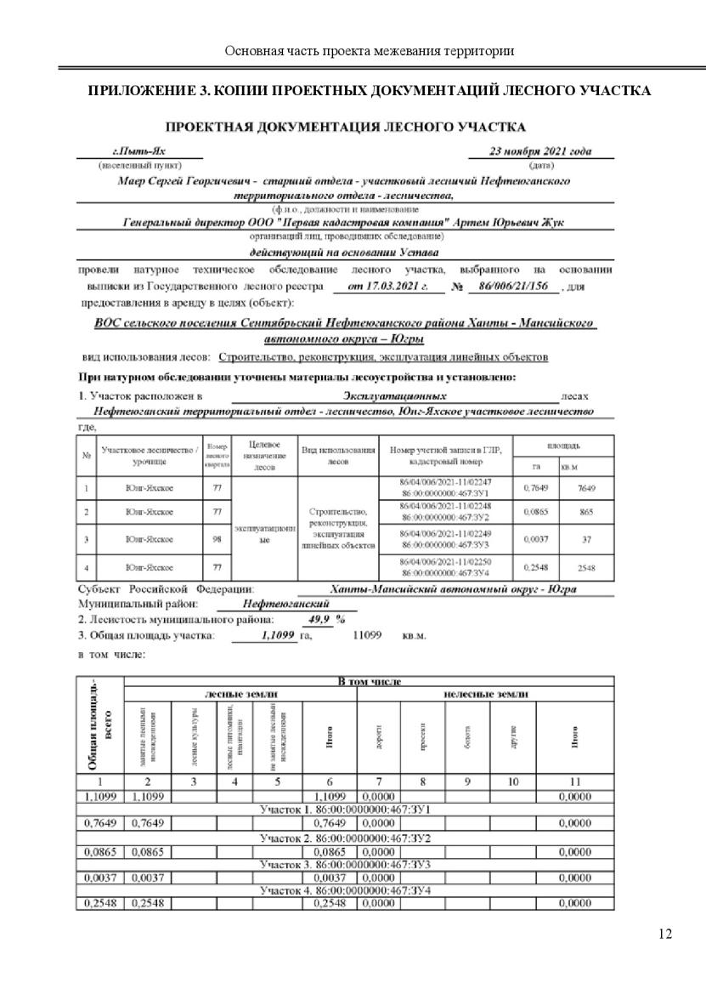 Основная часть проекта межевания территории
ПРИЛОЖЕНИЕ 3. КОПИИ ПРОЕКТНЫХ ДОКУМЕНТАЦИЙ ЛЕСНОГО УЧАСТКА
ПРОЕКТНАЯ ДОКУМЕНТАЦИЯ ЛЕСНОГО УЧАСТКА
г.Пыть-Ях 23 ноября 2021 года
(населенный пункт) (дата)
Маер Сергей Георгичевич - старший отдела - участковый лесничий Нефтеюганского
территориального отдела - лесничества,
(ф.и.о., должности и наименование
Генеральный директор ООО "Первая кадастровая компания" Артем Юрьевич Жук
организаций лиц, проводивших обследование)
действующий на основании Устава
провели натурное техническое обследование лесного участка, выбранного на основании
выписки из Государственного лесного реестра от 17.03.2021 г. № 86/006/21/156 , для
предоставления в аренду в целях (объект):
ВОС сельского поселения Сентябрьский Нефтеюганского района Ханты - Мансийского
автономного округа – Югры
вид использования лесов: Строительство, реконструкция, эксплуатация линейных объектов
При натурном обследовании уточнены материалы лесоустройства и установлено:
1. Участок расположен в Эксплуатационных лесах
Нефтеюганский территориальный отдел - лесничество, Юнг-Яхское участковое лесничество
где,
№ Участковое лесничество / урочище Номер лесного квартала Целевое назначение лесов Вид использования лесов Номер учетной записи в ГЛР, кадастровый номер площадь
га кв.м
1 Юнг-Яхское 77 эксплуатационные Строительство, реконструкция, эксплуатация линейных объектов 86/04/006/2021-11/02247 86:00:0000000:467:ЗУ1 0,7649 7649
2 Юнг-Яхское 77 86/04/006/2021-11/02248 86:00:0000000:467:ЗУ2 0,0865 865
3 Юнг-Яхское 98 86/04/006/2021-11/02249 86:00:0000000:467:ЗУ3 0,0037 37
4 Юнг-Яхское 77 86/04/006/2021-11/02250 86:00:0000000:467:ЗУ4 0,2548 2548
Субъект Российской Федерации: Ханты-Мансийский автономный округ - Югра
Муниципальный район: Нефтеюганский
2. Лесистость муниципального района: 49,9 %
3. Общая площадь участка: 1,1099 га, 11099 кв.м.
в том числе:
Общая площадь-всего В том числе
лесные земли нелесные земли
занятые лесными насаждениями лесные культуры лесные питомники, плантации не занятые лесными насаждениями Итого дороги просеки болота другие Итого
1 2 3 4 5 6 7 8 9 10 11
1,1099 1,1099 1,1099 0,0000 0,0000
Участок 1. 86:00:0000000:467:ЗУ1
0,7649 0,7649 0,7649 0,0000 0,0000
Участок 2. 86:00:0000000:467:ЗУ2
0,0865 0,0865 0,0865 0,0000 0,0000
Участок 3. 86:00:0000000:467:ЗУ3
0,0037 0,0037 0,0037 0,0000 0,0000
Участок 4. 86:00:0000000:467:ЗУ4
0,2548 0,2548 0,2548 0,0000 0,0000
12